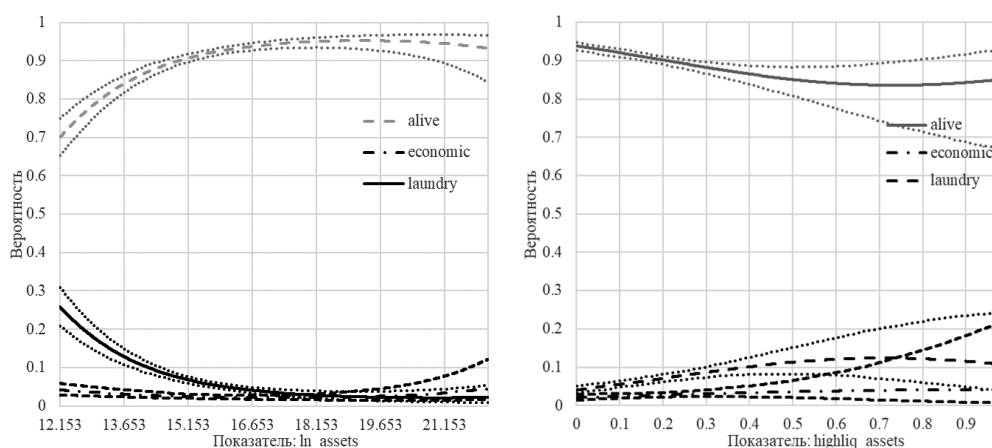 Вероятность
1
0.9
0.8
0.7
0.6
0.5
0.4
0.3
0.2
0.1
0
alive
economic
laundry
12.153 13.653 15.153 16.653 18.153 19.653 21.153
Показатель: ln_assets
Вероятность
1
0.9
0.8
0.7
0.6
0.5
0.4
0.3
0.2
0.1
0
alive
economic
laundry
0 0.1 0.2 0.3 0.4 0.5 0.6 0.7 0.8 0.9
Показатель: highliq_assets